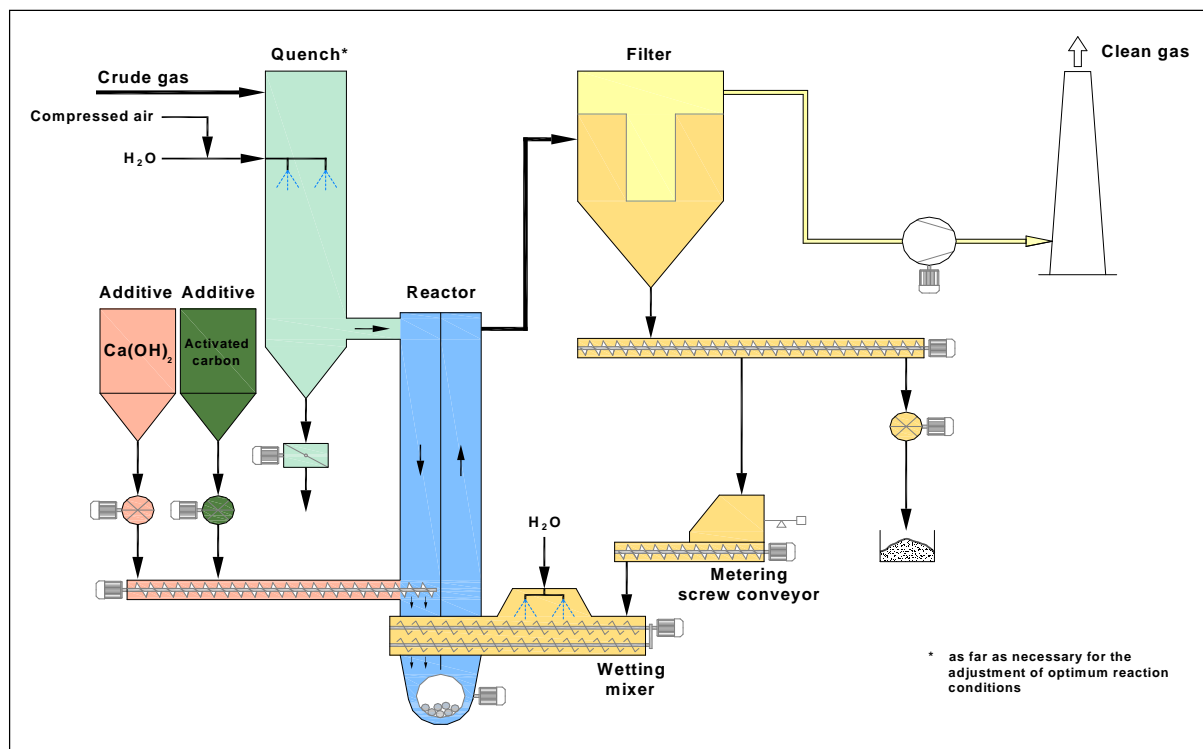 Quench*
Filter
Clean gas
Crude gas
Compressed air
H₂O
Additive
Additive
Reactor
Ca(OH)₂
Activated
carbon
H₂O
Metering
screw conveyor
Wetting
mixer
* as far as necessary for the
adjustment of optimum reaction
conditions